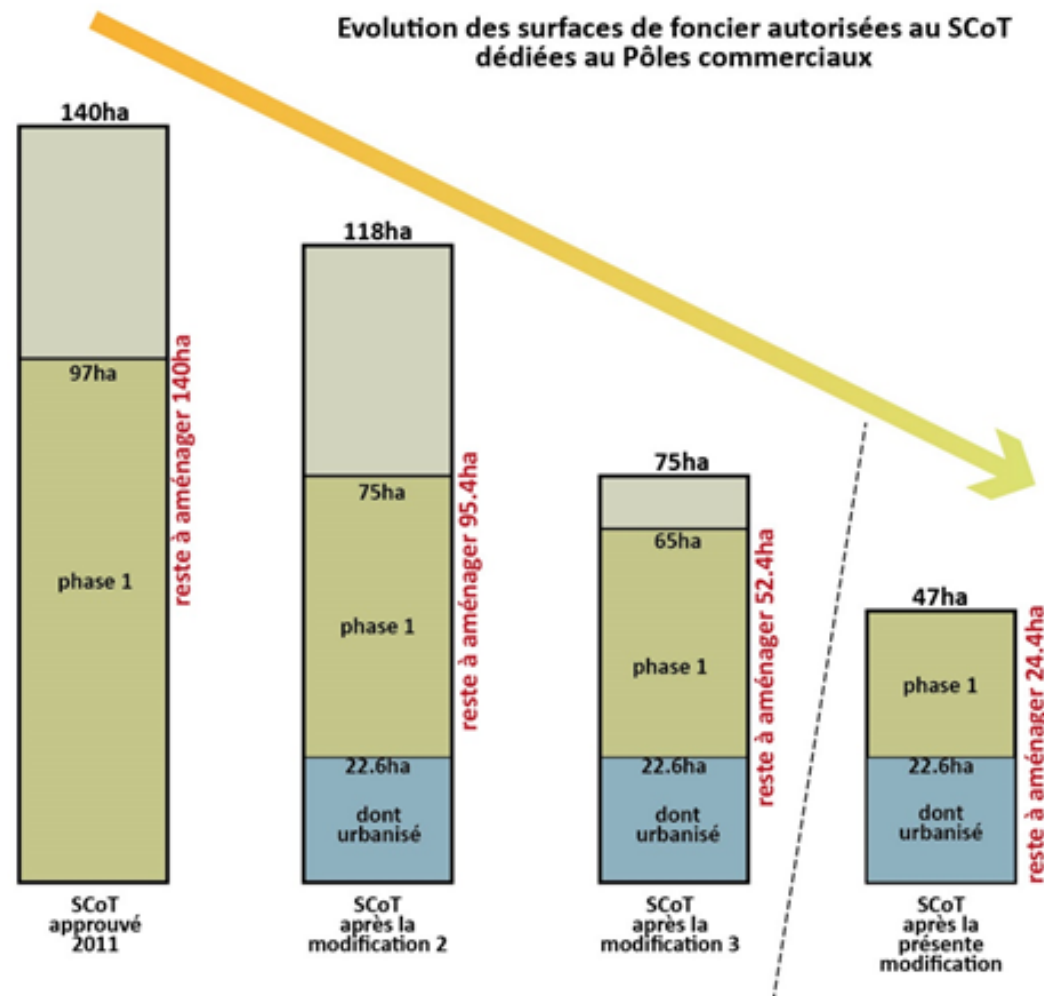 Evolution des surfaces de foncier autorisées au SCoT
dédiées au Pôles commerciaux
140ha
97ha
phase 1
reste à aménager 140ha
SCoT
approuvé
2011
118ha
75ha
phase 1
22.6ha
dont
urbanisé
reste à aménager 95.4ha
SCoT
après la
modification 2
75ha
65ha
phase 1
22.6ha
dont
urbanisé
reste à aménager 52.4ha
SCoT
après la
modification 3
47ha
phase 1
22.6ha
dont
urbanisé
reste à aménager 24.4ha
SCoT
après la
présente
modification